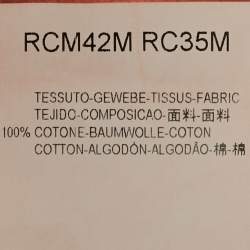 RCM42M RC35M
TESSUTO-GEWEBE-TISSUS-FABRIC
TEJIDO-COMPOSICAO-面料-面料
100% COTONE-BAUMWOLLE-COTON
COTTON-ALGODÓN-ALGODÃO-棉-棉